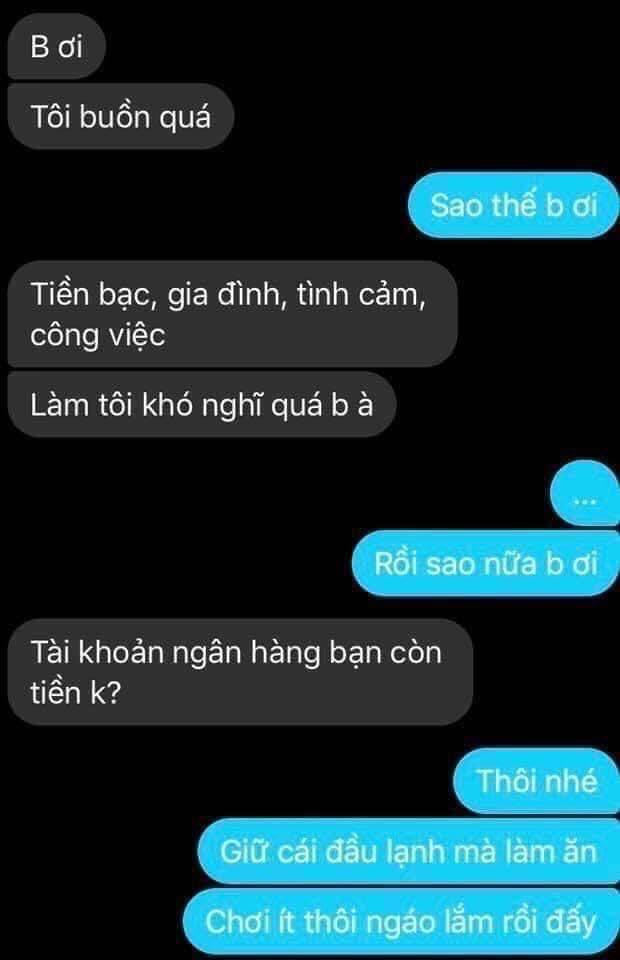 B ơi
Tôi buồn quá
Sao thế b ơi
Tiền bạc, gia đình, tình cảm,
công việc
Làm tôi khó nghĩ quá b à
...
Rồi sao nữa b ơi
Tài khoản ngân hàng bạn còn
tiền k?
Thôi nhé
Giữ cái đầu lạnh mà làm ăn
Chơi ít thôi ngáo lắm rồi đấy